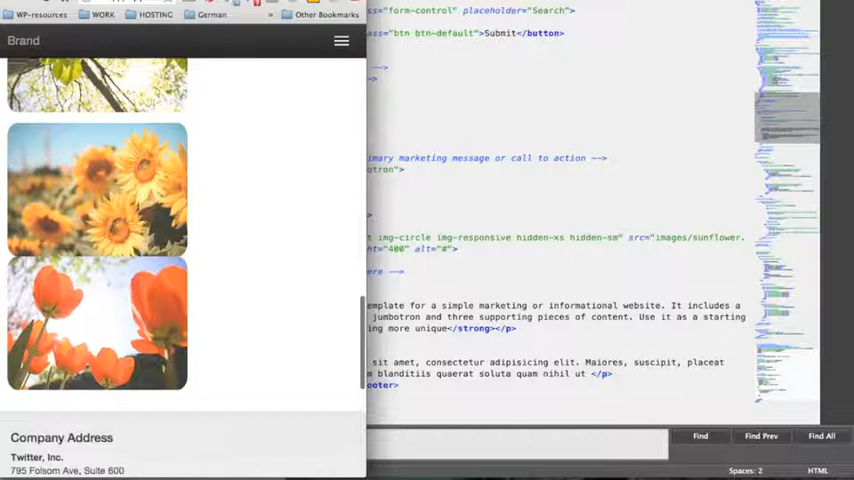 WP-resources WORK HOSTING German » Other Bookmarks
Brand
Company Address
Twitter, Inc.
795 Folsom Ave, Suite 600
="form-control" placeholder="Search">
ass="btn btn-default">Submit</button>
-->
>
imary marketing message or call to action -->
otron">
>
t img-circle img-responsive hidden-xs hidden-sm" src="images/sunflower.
ht="400" alt="#">
ere -->
emplate for a simple marketing or informational website. It includes a
jumbotron and three supporting pieces of content. Use it as a starting
ing more unique</strong></p>
sit amet, consectetur adipisicing elit. Maiores, suscipit, placeat
m blanditiis quaerat soluta quam nihil ut </p>
ooter>
Find Find Prev Find All
Spaces: 2 HTML